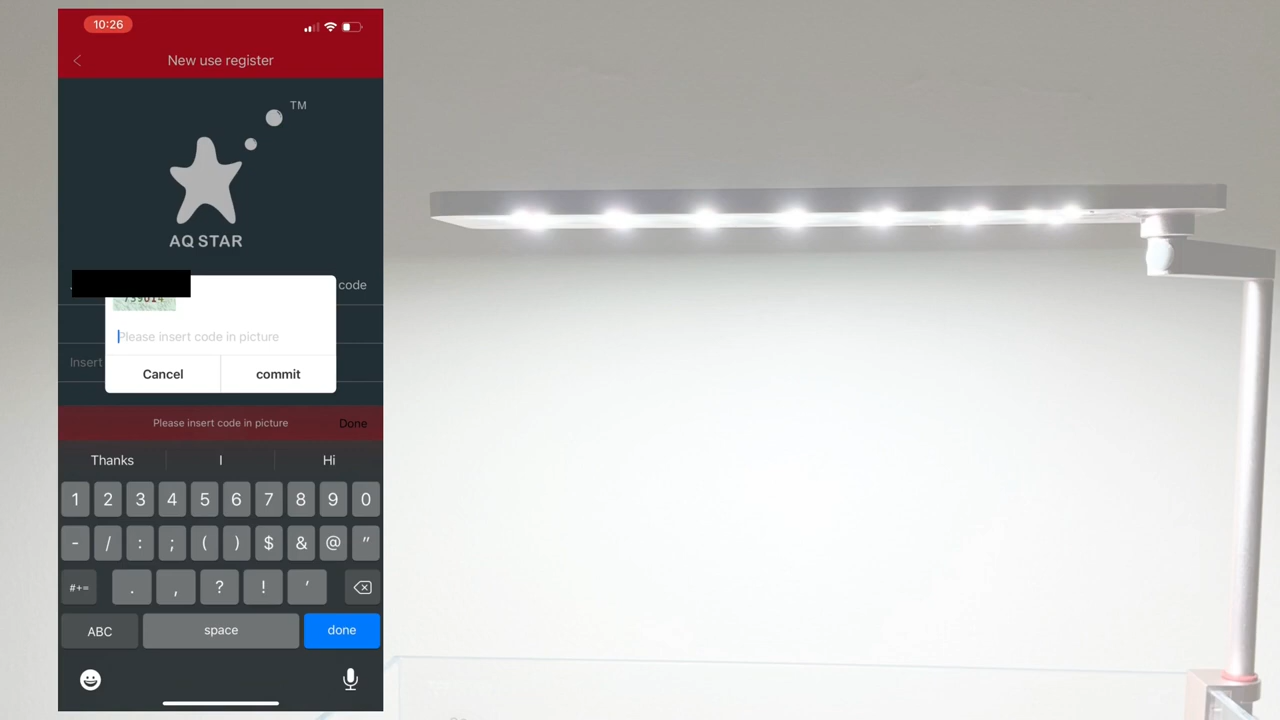 10:26
New use register
TM
AQ STAR
code
Please insert code in picture
Insert
Cancel commit
Please insert code in picture Done
Thanks I Hi
1 2 3 4 5 6 7 8 9 0
- / : ; ( ) $ & @ "
#+= . , ? ! '
ABC space done